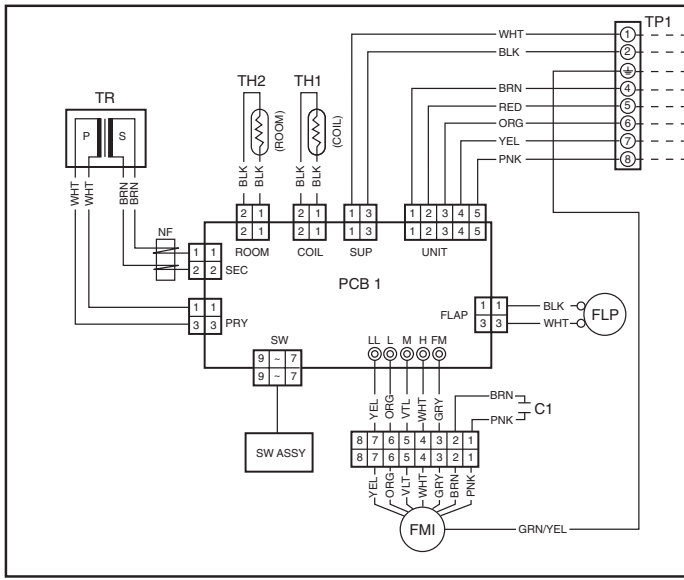 TP1
WHT 1
BLK 2
BRN 4
RED 5
ORG 6
YEL 7
PNK 8
TR
P S
TH2
(ROOM)
TH1
(COIL)
WHT WHT BRN BRN
BLK BLK BLK BLK
NF
2 1 2 1 1 3 1 2 3 4 5
2 1 2 1 1 3 1 2 3 4 5
ROOM COIL SUP UNIT
1 1
2 2 SEC
PCB 1
1 1
3 3 PRY
FLAP 1 1 BLK
3 3 WHT
FLP
SW
9 ~ 7
9 ~ 7
SW ASSY
LL L M H FM
YEL ORG VTL WHT GRY
BRN
PNK
C1
8 7 6 5 4 3 2 1
8 7 6 5 4 3 2 1
YEL ORG VLT WHT GRY BRN PNK
FMI
GRN/YEL